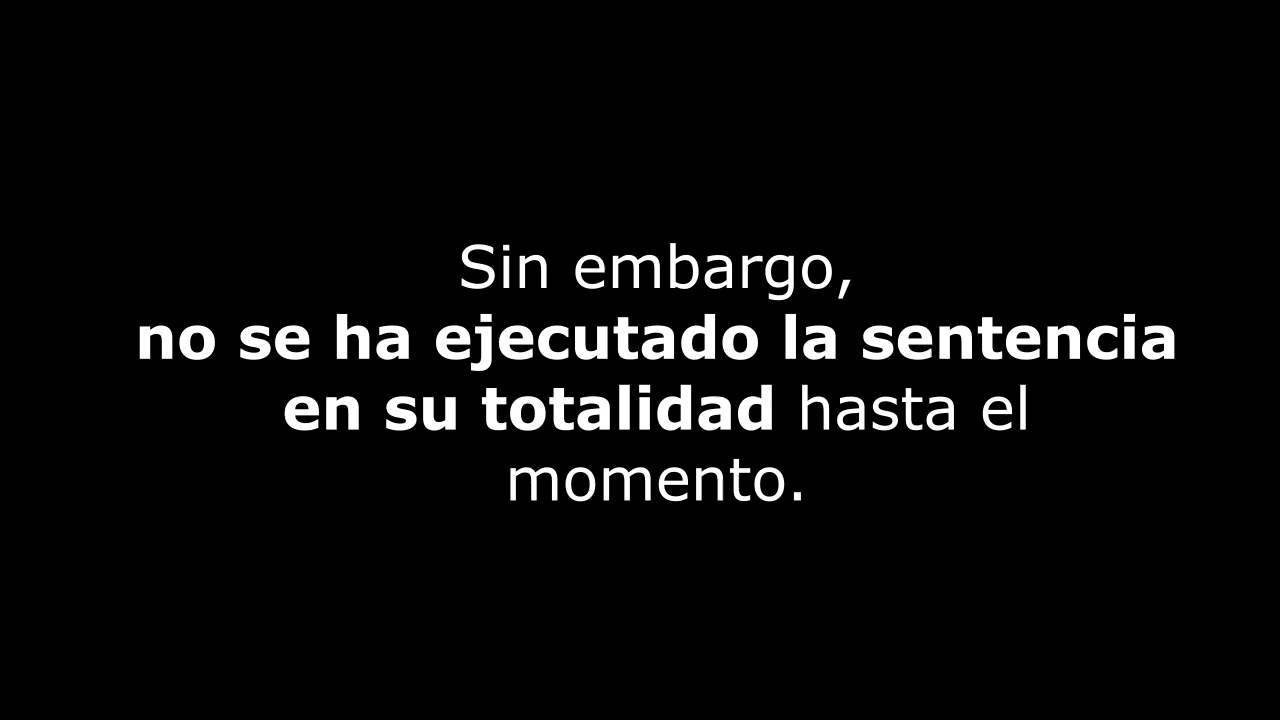 Sin embargo,
no se ha ejecutado la sentencia
en su totalidad hasta el
momento.